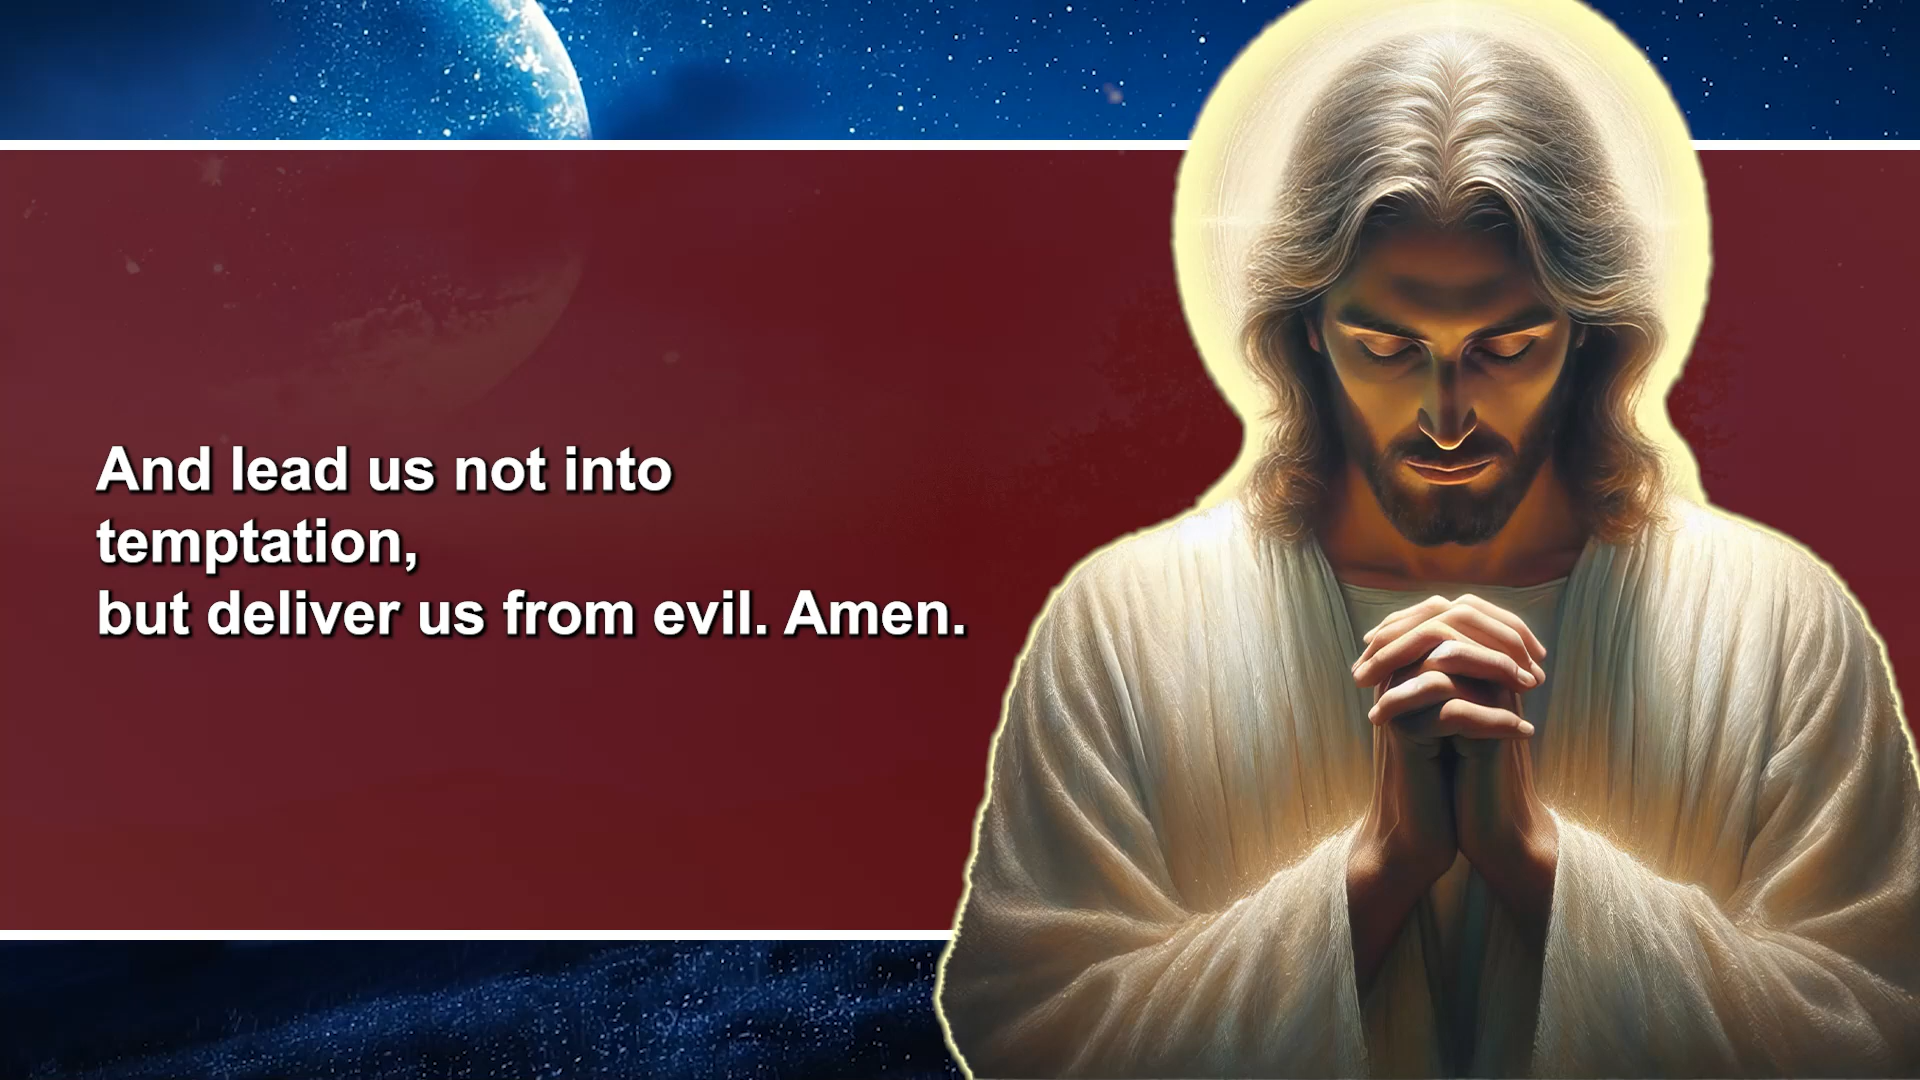 And lead us not into
temptation,
but deliver us from evil. Amen.